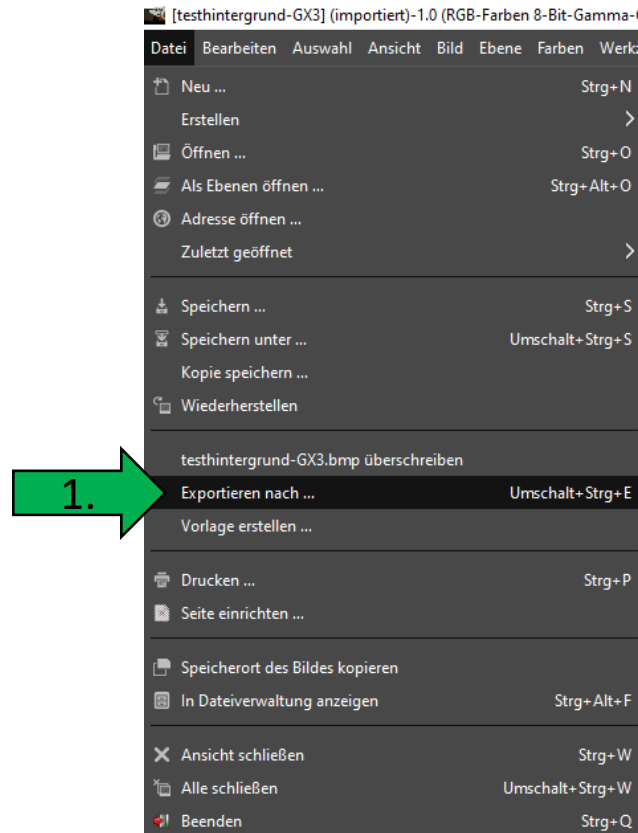 [testhintergrund-GX3] (importiert)-1.0 (RGB-Farben 8-Bit-Gamma-
Datei Bearbeiten Auswahl Ansicht Bild Ebene Farben Werkz
Neu ... Strg+N
Erstellen
Öffnen ... Strg+O
Als Ebenen öffnen ... Strg+Alt+O
Adresse öffnen ...
Zuletzt geöffnet
Speichern ... Strg+S
Speichern unter ... Umschalt+Strg+S
Kopie speichern ...
Wiederherstellen
testhintergrund-GX3.bmp überschreiben
1. Exportieren nach ... Umschalt+Strg+E
Vorlage erstellen ...
Drucken ... Strg+P
Seite einrichten ...
Speicherort des Bildes kopieren
In Dateiverwaltung anzeigen Strg+Alt+F
Ansicht schließen Strg+W
Alle schließen Umschalt+Strg+W
Beenden Strg+Q